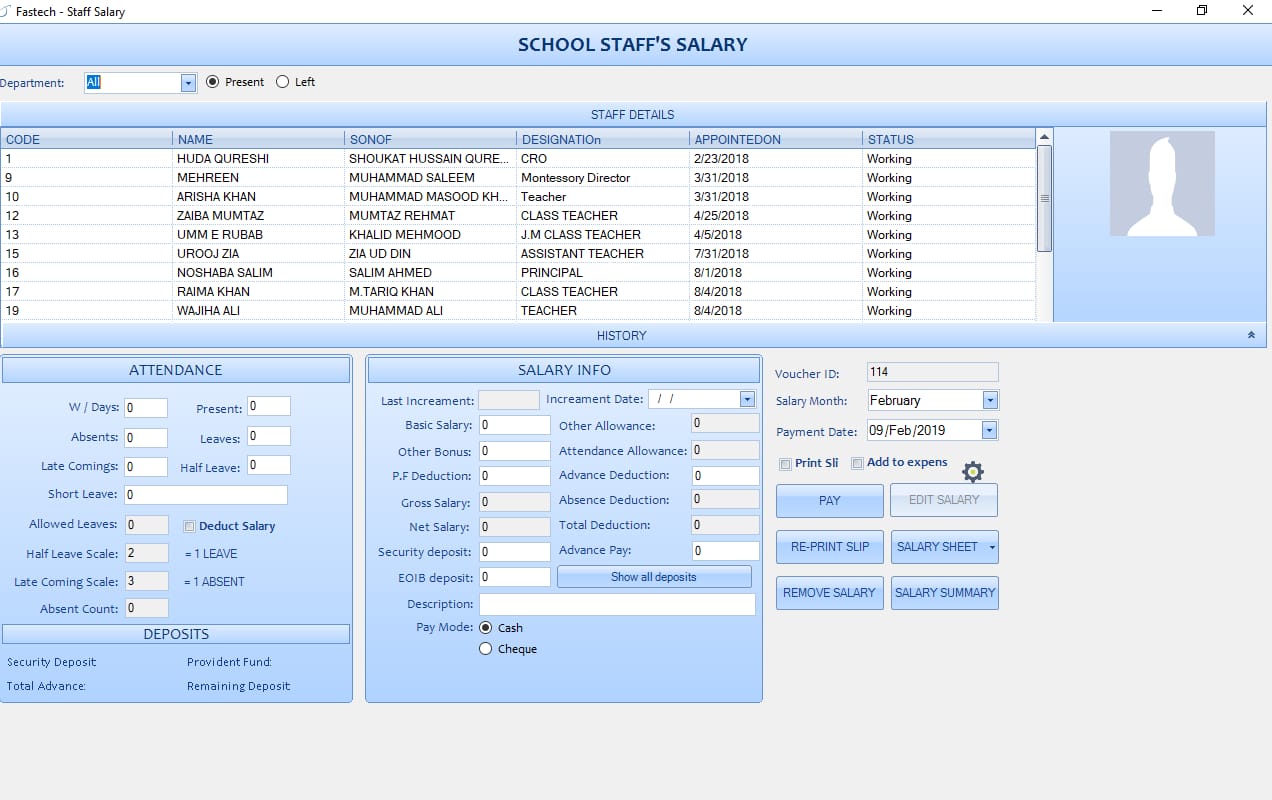 Fastech - Staff Salary
SCHOOL STAFF'S SALARY
Department: All Present Left
STAFF DETAILS
CODE NAME SONOF DESIGNATIOn APPOINTEDON STATUS
1 HUDA QURESHI SHOUKAT HUSSAIN QURE... CRO 2/23/2018 Working
9 MEHREEN MUHAMMAD SALEEM Montessory Director 3/31/2018 Working
10 ARISHA KHAN MUHAMMAD MASOOD KH... Teacher 3/31/2018 Working
12 ZAIBA MUMTAZ MUMTAZ REHMAT CLASS TEACHER 4/25/2018 Working
13 UMM E RUBAB KHALID MEHMOOD J.M CLASS TEACHER 4/5/2018 Working
15 UROOJ ZIA ZIA UD DIN ASSISTANT TEACHER 7/31/2018 Working
16 NOSHABA SALIM SALIM AHMED PRINCIPAL 8/1/2018 Working
17 RAIMA KHAN M.TARIQ KHAN CLASS TEACHER 8/4/2018 Working
19 WAJIHA ALI MUHAMMAD ALI TEACHER 8/4/2018 Working
HISTORY
ATTENDANCE
W / Days: 0 Present: 0
Absents: 0 Leaves: 0
Late Comings: 0 Half Leave: 0
Short Leave: 0
Allowed Leaves: 0 Deduct Salary
Half Leave Scale: 2 = 1 LEAVE
Late Coming Scale: 3 = 1 ABSENT
Absent Count: 0
DEPOSITS
Security Deposit Provident Fund:
Total Advance: Remaining Deposit
SALARY INFO
Last Increament: Increament Date: / /
Basic Salary: 0 Other Allowance: 0
Other Bonus: 0 Attendance Allowance: 0
P.F Deduction: 0 Advance Deduction: 0
Gross Salary: 0 Absence Deduction: 0
Net Salary: 0 Total Deduction: 0
Security deposit: 0 Advance Pay: 0
EOIB deposit: 0 Show all deposits
Description:
Pay Mode: Cash
Cheque
Voucher ID: 114
Salary Month: February
Payment Date: 09/Feb/2019
Print Sli Add to expens
PAY EDIT SALARY
RE-PRINT SLIP SALARY SHEET
REMOVE SALARY SALARY SUMMARY